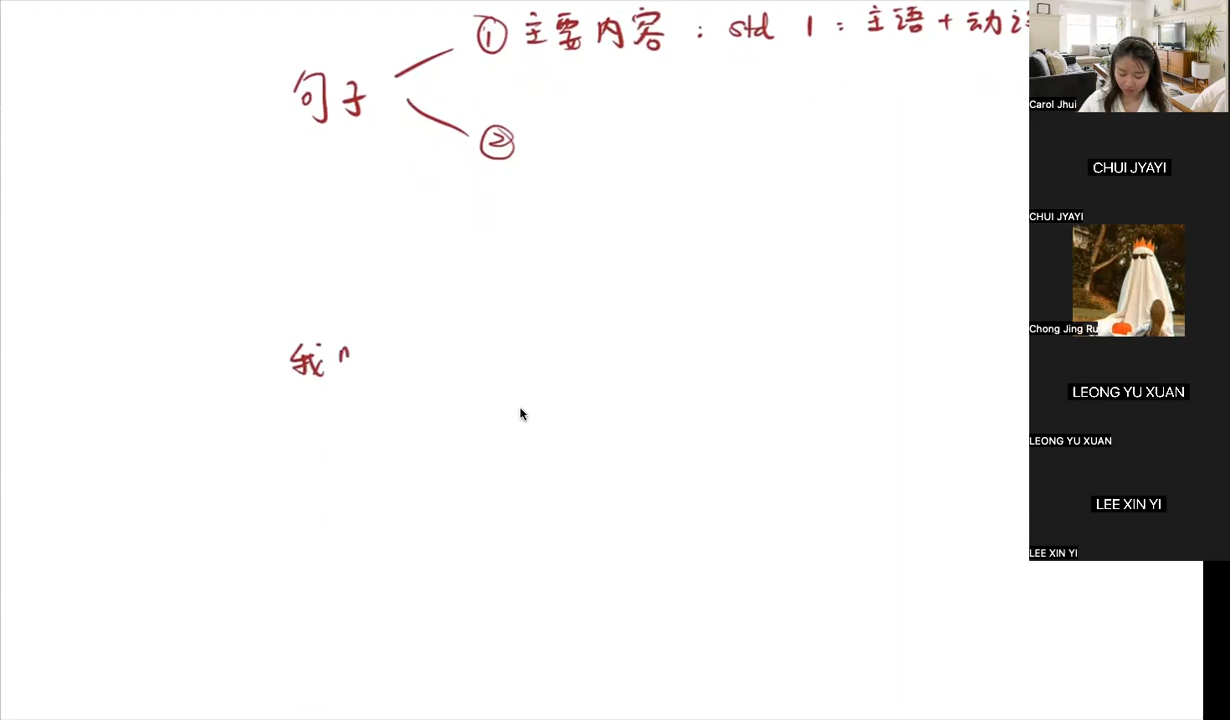 ① 主要内容 : std 1 : 主语 + 动
句子
②
我
Carol Jhui
CHUI JYAYI
CHUI JYAYI
Chong Jing Ru
LEONG YU XUAN
LEONG YU XUAN
LEE XIN YI
LEE XIN YI